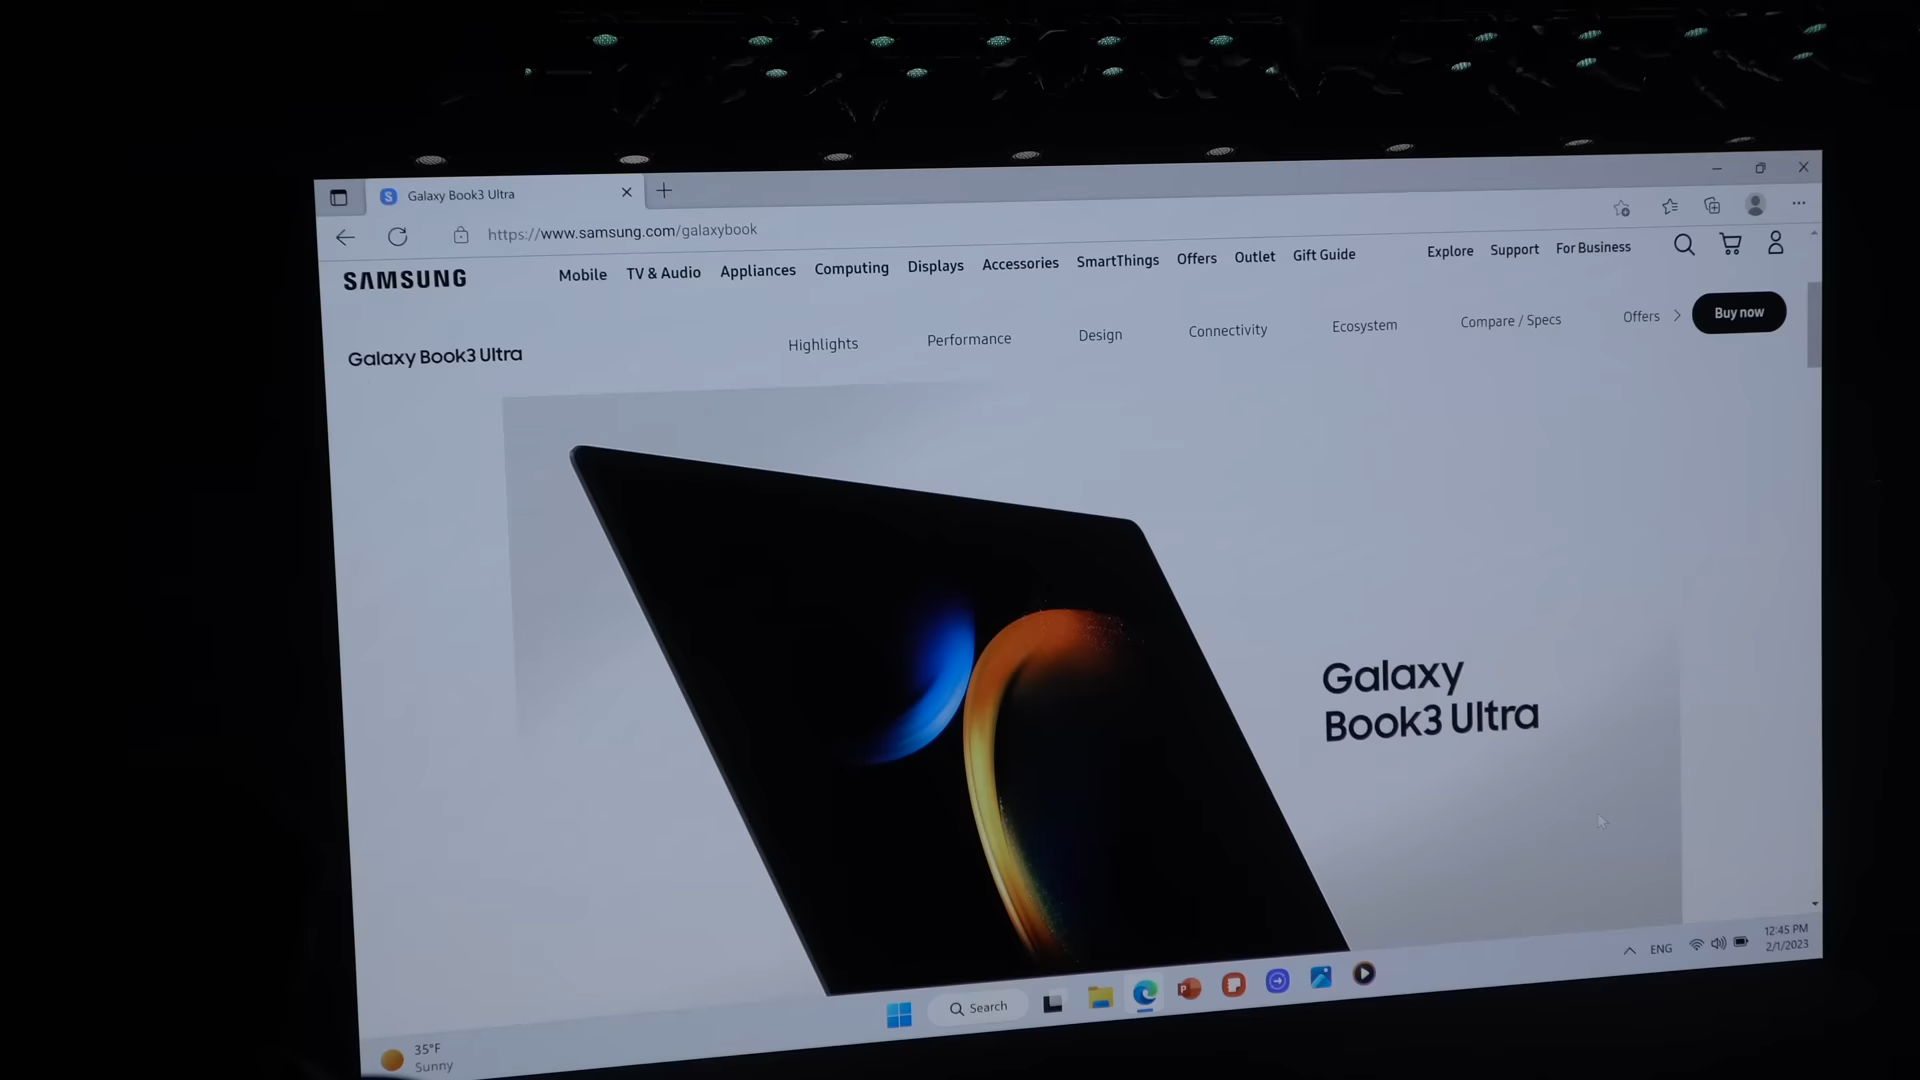 Galaxy Book3 Ultra
https://www.samsung.com/galaxybook
SAMSUNG Mobile TV & Audio Appliances Computing Displays Accessories SmartThings Offers Outlet Gift Guide Explore Support For Business
Galaxy Book3 Ultra Highlights Performance Design Connectivity Ecosystem Compare / Specs Offers Buy now
Galaxy
Book3 Ultra
35°F
Sunny
Search
ENG
12:45 PM
2/1/2023